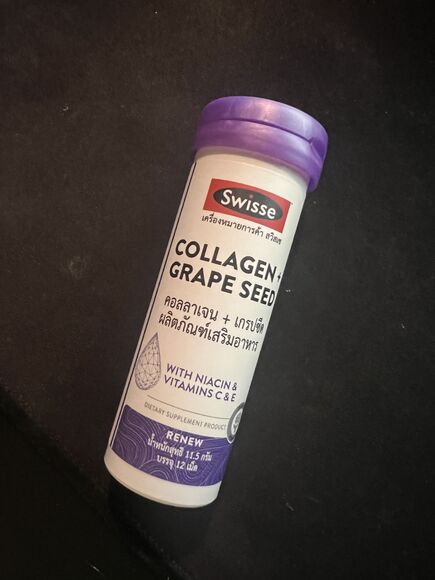 Swisse
เครื่องหมายการค้า สวิสเซ
COLLAGEN +
GRAPE SEED
คอลลาเจน + เกรปซีด
ผลิตภัณฑ์เสริมอาหาร
WITH NIACIN &
VITAMINS C & E
DIETARY SUPPLEMENT PRODUCT
RENEW
น้ำหนักสุทธิ 11.5 กรัม
บรรจุ 12 เม็ด